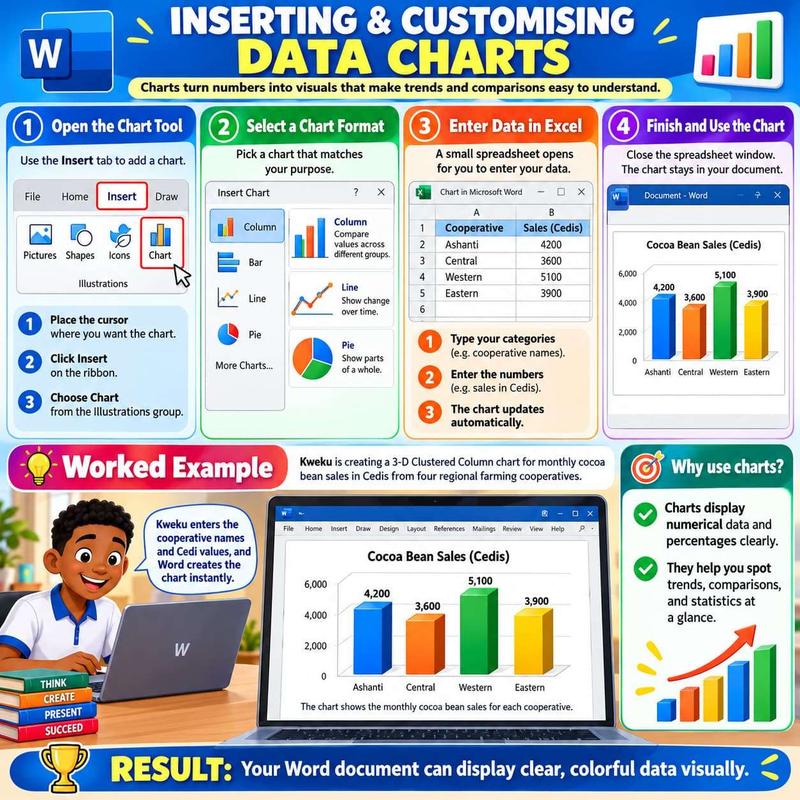 W
INSERTING & CUSTOMISING
DATA CHARTS
Charts turn numbers into visuals that make trends and comparisons easy to understand.
1 Open the Chart Tool
Use the Insert tab to add a chart.
File Home Insert Draw
Pictures Shapes Icons Chart
Illustrations
1 Place the cursor
where you want the chart.
2 Click Insert
on the ribbon.
3 Choose Chart
from the Illustrations group.
2 Select a Chart Format
Pick a chart that matches
your purpose.
Insert Chart ? ×
Column
Bar
Line
Pie
More Charts...
Column
Compare
values across
different groups.
Line
Show change
over time.
Pie
Show parts
of a whole.
3 Enter Data in Excel
A small spreadsheet opens
for you to enter your data.
Chart in Microsoft Word
A B
1 Cooperative Sales (Cedis)
2 Ashanti 4200
3 Central 3600
4 Western 5100
5 Eastern 3900
6
1 Type your categories
(e.g. cooperative names).
2 Enter the numbers
(e.g. sales in Cedis).
3 The chart updates
automatically.
4 Finish and Use the Chart
Close the spreadsheet window.
The chart stays in your document.
Document - Word
Cocoa Bean Sales (Cedis)
6,000
4,000
2,000
0
4,200 3,600 5,100 3,900
Ashanti Central Western Eastern
Worked Example
Kweku is creating a 3-D Clustered Column chart for monthly cocoa
bean sales in Cedis from four regional farming cooperatives.
Kweku enters the
cooperative names
and Cedi values, and
Word creates the
chart instantly.
W
THINK
CREATE
PRESENT
SUCCEED
File Home Insert Draw Design Layout References Mailings Review View Help
Cocoa Bean Sales (Cedis)
6,000
4,000
2,000
0
4,200 3,600 5,100 3,900
Ashanti Central Western Eastern
The chart shows the monthly cocoa bean sales for each cooperative.
Why use charts?
Charts display
numerical data and
percentages clearly.
They help you spot
trends, comparisons,
and statistics at
a glance.
RESULT: Your Word document can display clear, colorful data visually.